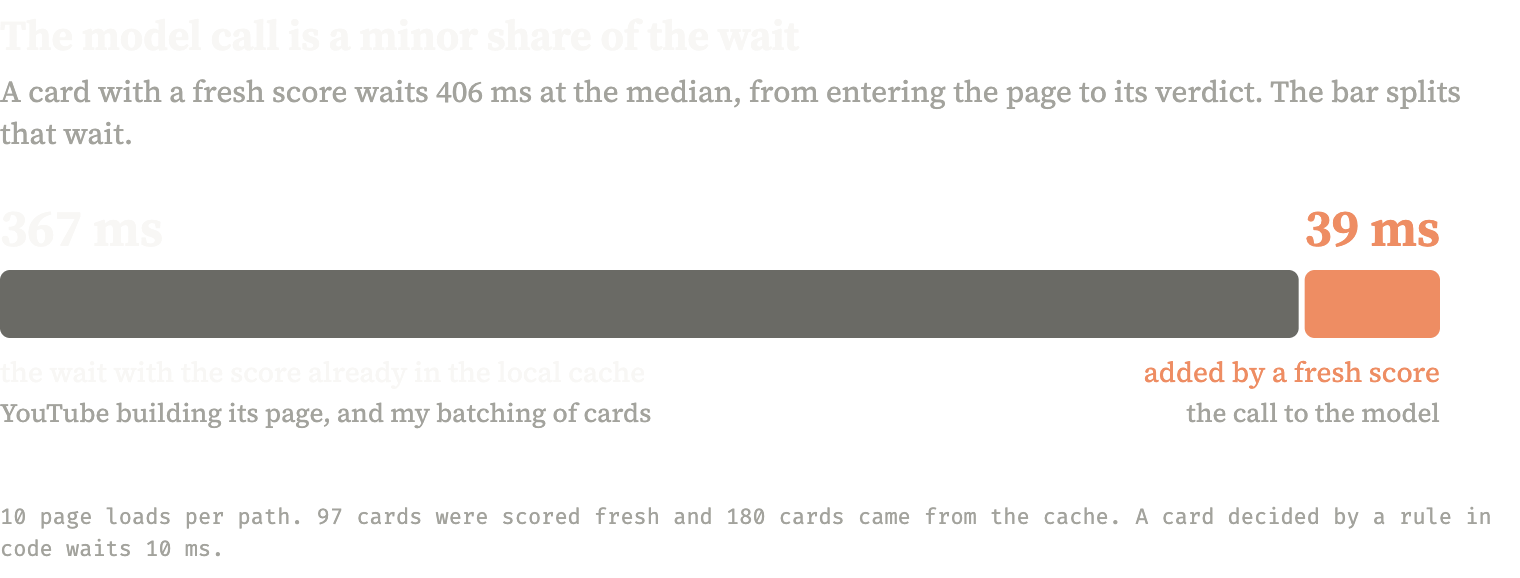 The model call is a minor share of the wait
A card with a fresh score waits 406 ms at the median, from entering the page to its verdict. The bar splits
that wait.
367 ms
39 ms
the wait with the score already in the local cache
added by a fresh score
YouTube building its page, and my batching of cards
the call to the model
10 page loads per path. 97 cards were scored fresh and 180 cards came from the cache. A card decided by a rule in
code waits 10 ms.